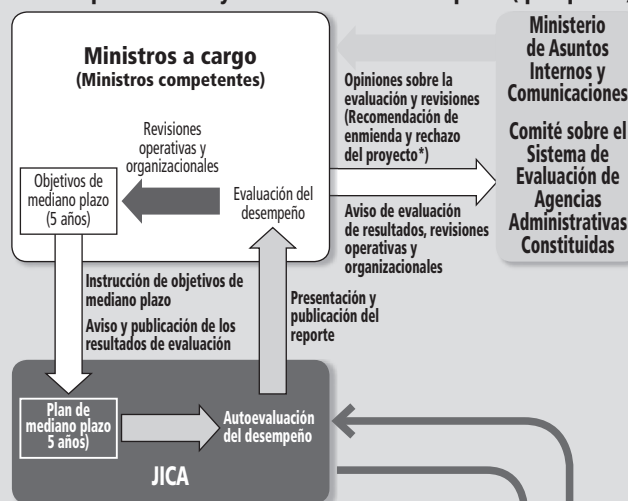 Ministros a cargo
(Ministros competentes)
Revisiones
operativas y
organizacionales
Objetivos de
mediano plazo
(5 años)
Evaluación del
desempeño
Opiniones sobre la
evaluación y revisiones
(Recomendación de
enmienda y rechazo
del proyecto*)
Aviso de evaluación
de resultados, revisiones
operativas y
organizacionales
Ministerio
de Asuntos
Internos y
Comunicaciones
Comité sobre el
Sistema de
Evaluación de
Agencias
Administrativas
Constituidas
Instrucción de objetivos de
mediano plazo
Aviso y publicación de los
resultados de evaluación
Presentación y
publicación del
reporte
Plan de
mediano plazo
5 años)
Autoevaluación
del desempeño
JICA